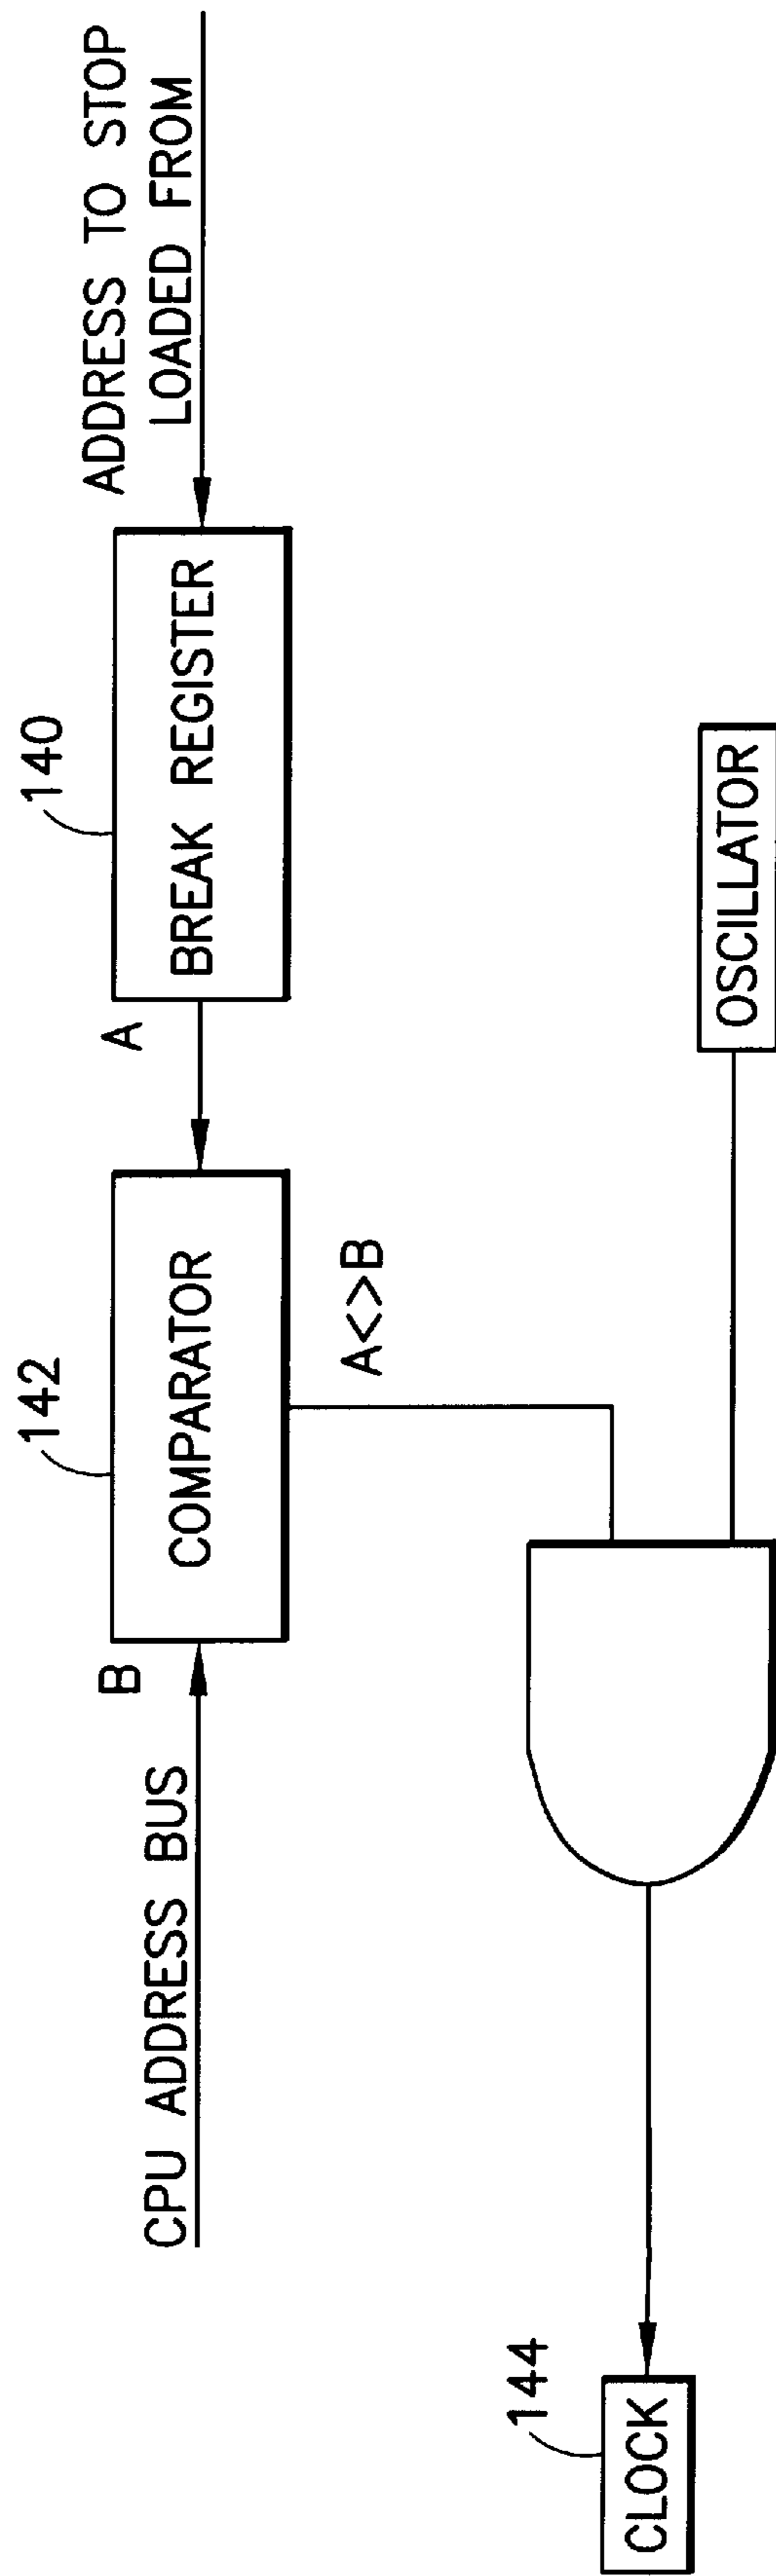 ADDRESS TO STOP
LOADED FROM
140
BREAK REGISTER
A
142
COMPARATOR
B
CPU ADDRESS BUS
A<>B
OSCILLATOR
144
CLOCK